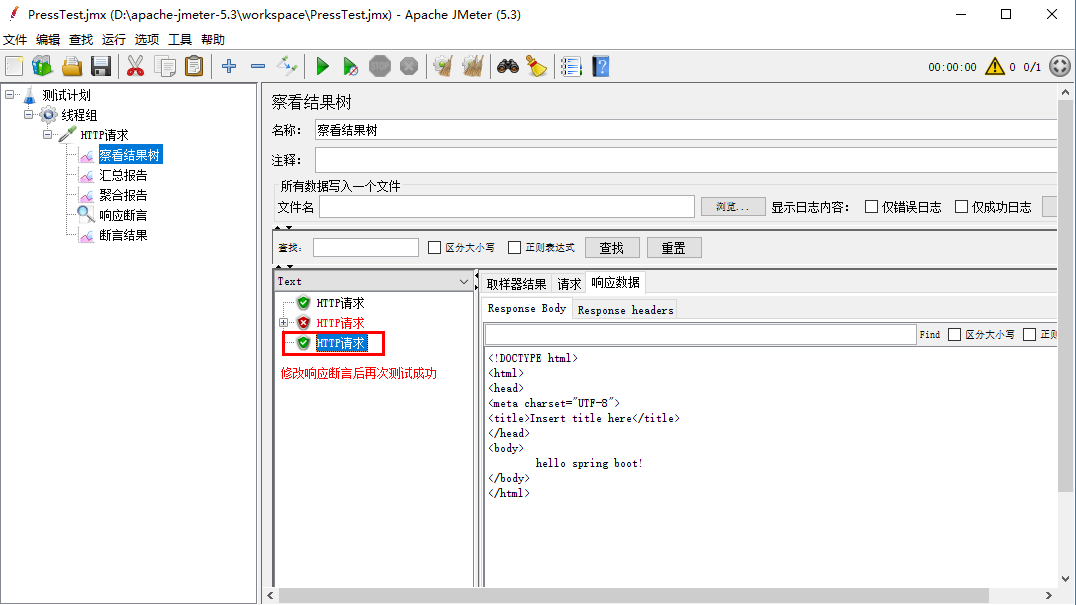 PressTest.jmx (D:\apache-jmeter-5.3\workspace\PressTest.jmx) - Apache JMeter (5.3)
文件 编辑 查找 运行 选项 工具 帮助
STOP
00:00:00 0 0/1
测试计划
线程组
HTTP请求
察看结果树
汇总报告
聚合报告
响应断言
断言结果
察看结果树
名称: 察看结果树
注释:
所有数据写入一个文件
文件名 浏览... 显示日志内容: 仅错误日志 仅成功日志
查找: 区分大小写 正则表达式 查找 重置
Text
HTTP请求
HTTP请求
HTTP请求
修改响应断言后再次测试成功
取样器结果 请求 响应数据
Response Body Response headers
Find 区分大小写 正则
<!DOCTYPE html>
<html>
<head>
<meta charset="UTF-8">
<title>Insert title here</title>
</head>
<body>
hello spring boot!
</body>
</html>